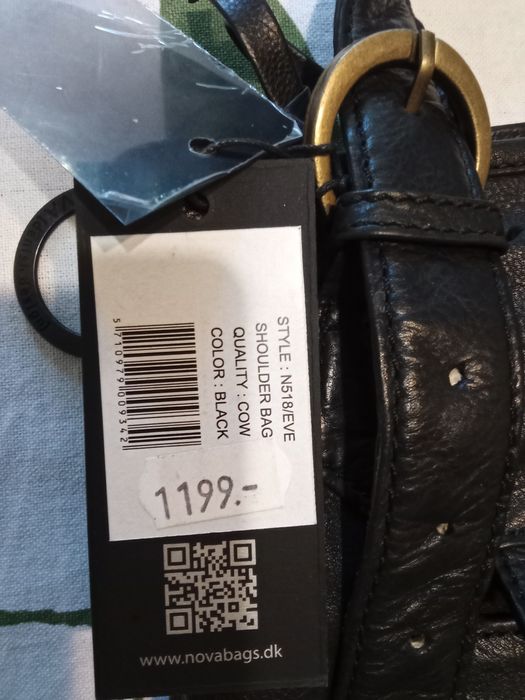 STYLE : N518/EVE
SHOULDER BAG
QUALITY : COW
COLOR : BLACK
5 710979 009342
1199.-
www.novabags.dk